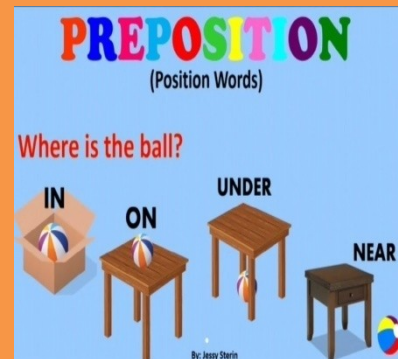 PREPOSITION
(Position Words)
Where is the ball?
IN
ON
UNDER
NEAR
By: Jessy Sterin